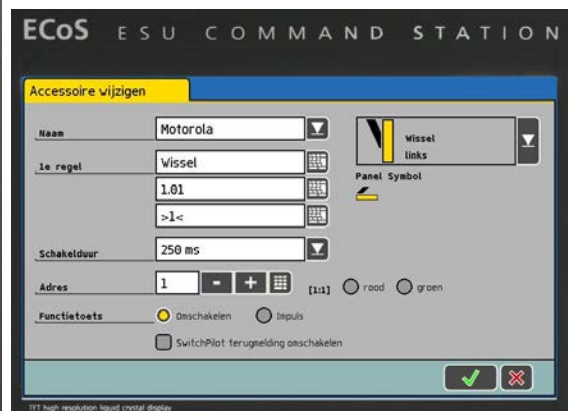 ECoS ESU COMMAND STATION
Accessoire wijzigen
Naam Motorola
Wissel links
1e regel Wissel
Panel Symbol
1.01
>1<
Schakelduur 250 ms
Adres 1 - + [1:1] rood groen
Functietoets Omschakelen Impuls
SwitchPilot terugmelding omschakelen
TFT high resolution liquid crystal display